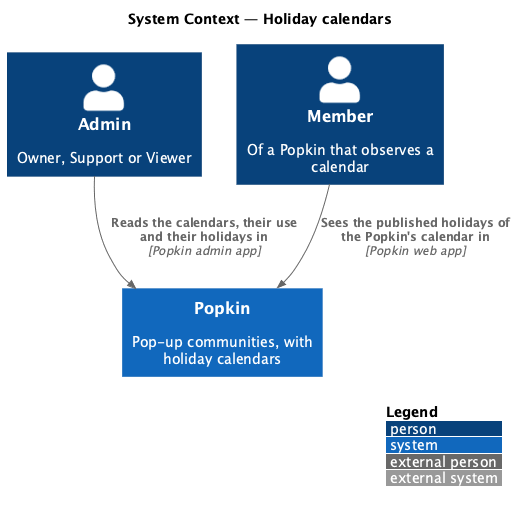 System Context — Holiday calendars
Admin
Owner, Support or Viewer
Member
Of a Popkin that observes a
calendar
Reads the calendars, their use
and their holidays in
[Popkin admin app]
Sees the published holidays of
the Popkin's calendar in
[Popkin web app]
Popkin
Pop-up communities, with
holiday calendars
Legend
person
system
external person
external system